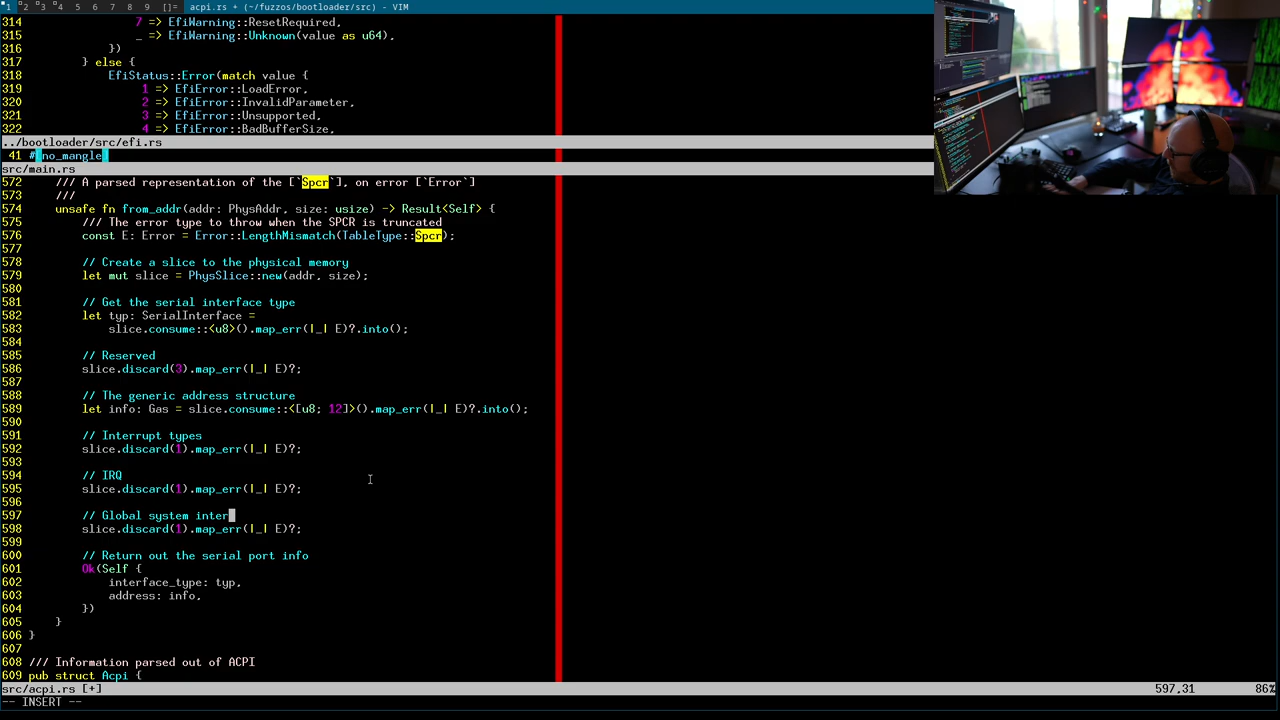 1 2 3 4 5 6 7 8 9 []= acpi.rs + (~/fuzzos/bootloader/src) - VIM
314 7 => EfiWarning::ResetRequired,
315 _ => EfiWarning::Unknown(value as u64),
316 })
317 } else {
318 EfiStatus::Error(match value {
319 1 => EfiError::LoadError,
320 2 => EfiError::InvalidParameter,
321 3 => EfiError::Unsupported,
322 4 => EfiError::BadBufferSize,
../bootloader/src/efi.rs
41 #[no_mangle]
src/main.rs
572 /// A parsed representation of the [`Spcr`], on error [`Error`]
573 ///
574 unsafe fn from_addr(addr: PhysAddr, size: usize) -> Result<Self> {
575 /// The error type to throw when the SPCR is truncated
576 const E: Error = Error::LengthMismatch(TableType::Spcr);
577
578 // Create a slice to the physical memory
579 let mut slice = PhysSlice::new(addr, size);
580
581 // Get the serial interface type
582 let typ: SerialInterface =
583 slice.consume::<u8>().map_err(|_| E)?.into();
584
585 // Reserved
586 slice.discard(3).map_err(|_| E)?;
587
588 // The generic address structure
589 let info: Gas = slice.consume::<[u8; 12]>().map_err(|_| E)?.into();
590
591 // Interrupt types
592 slice.discard(1).map_err(|_| E)?;
593
594 // IRQ
595 slice.discard(1).map_err(|_| E)?;
596
597 // Global system inter
598 slice.discard(1).map_err(|_| E)?;
599
600 // Return out the serial port info
601 Ok(Self {
602 interface_type: typ,
603 address: info,
604 })
605 }
606 }
607
608 /// Information parsed out of ACPI
609 pub struct Acpi {
src/acpi.rs [+] 597,31 86%
-- INSERT --